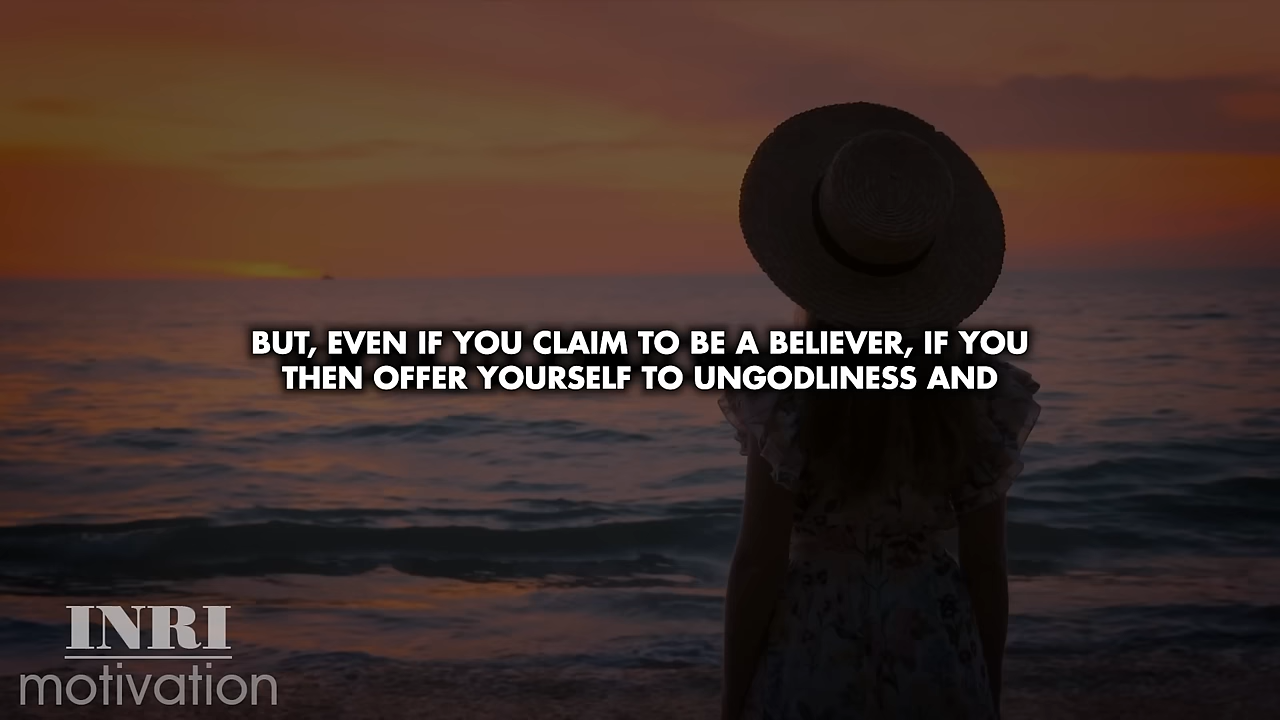 BUT, EVEN IF YOU CLAIM TO BE A BELIEVER, IF YOU
THEN OFFER YOURSELF TO UNGODLINESS AND
INRI
motivation